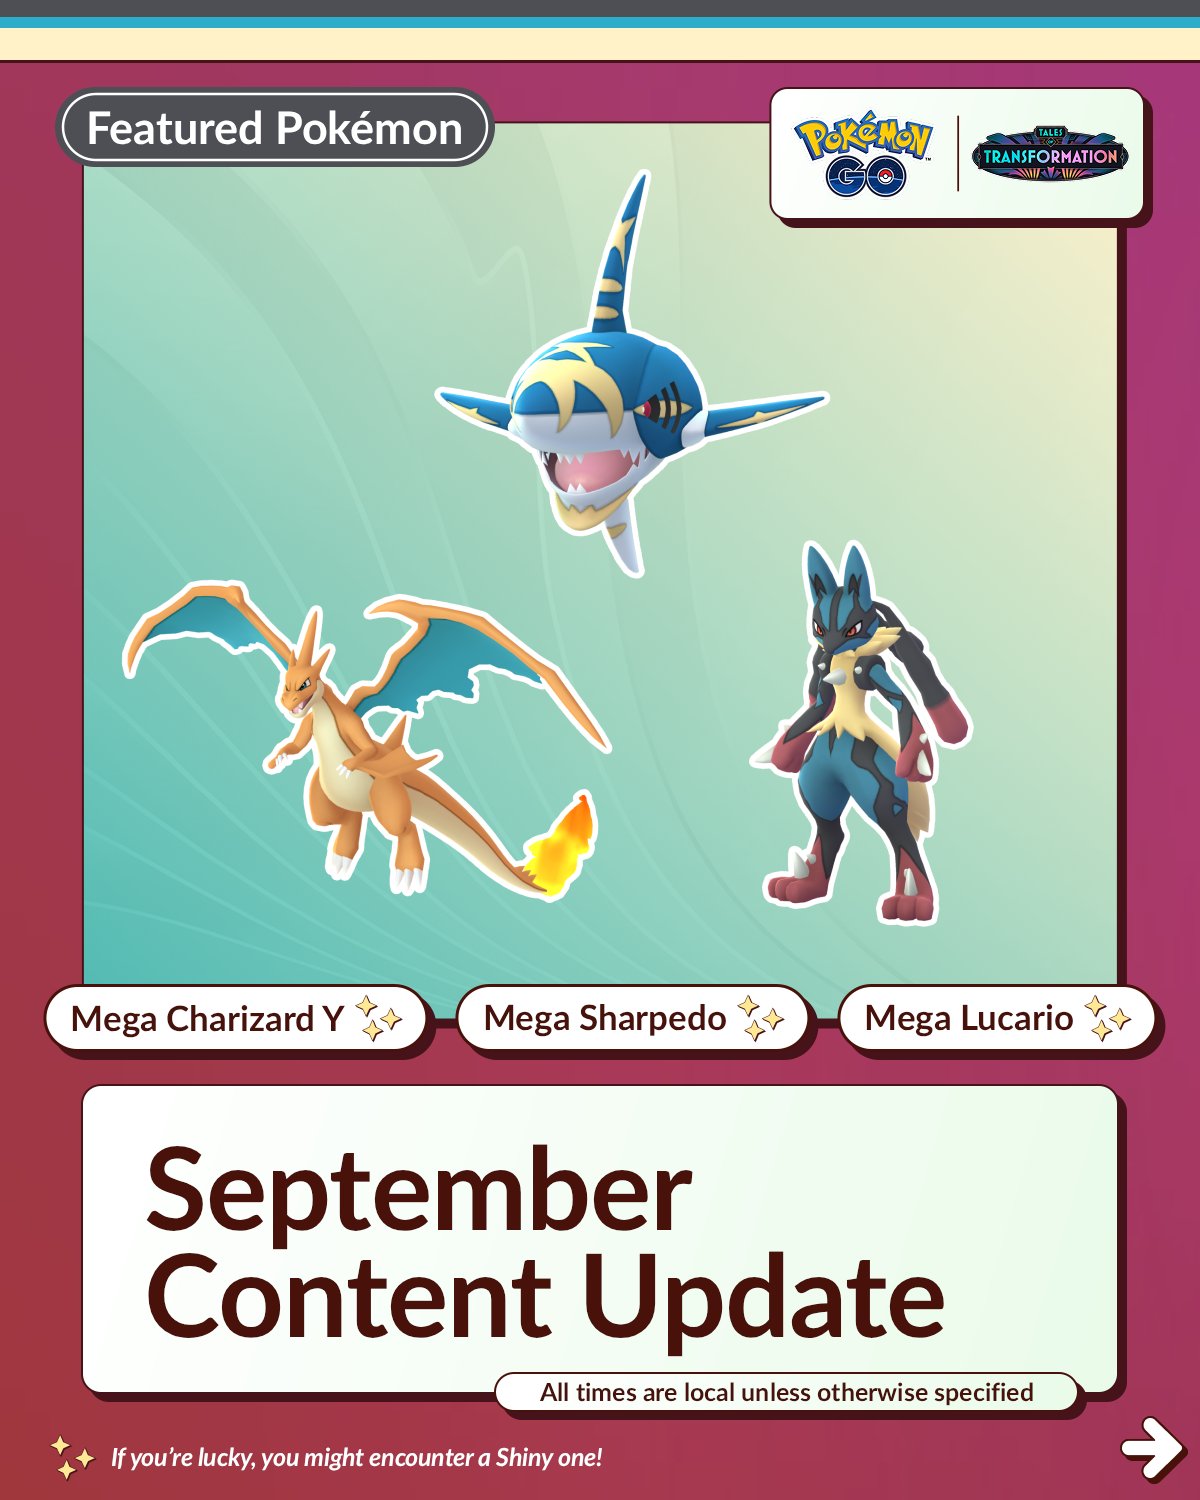 Featured Pokémon
POKÉMON
GO
TALES
OF
TRANSFORMATION
Mega Charizard Y
Mega Sharpedo
Mega Lucario
September
Content Update
All times are local unless otherwise specified
If you’re lucky, you might encounter a Shiny one!